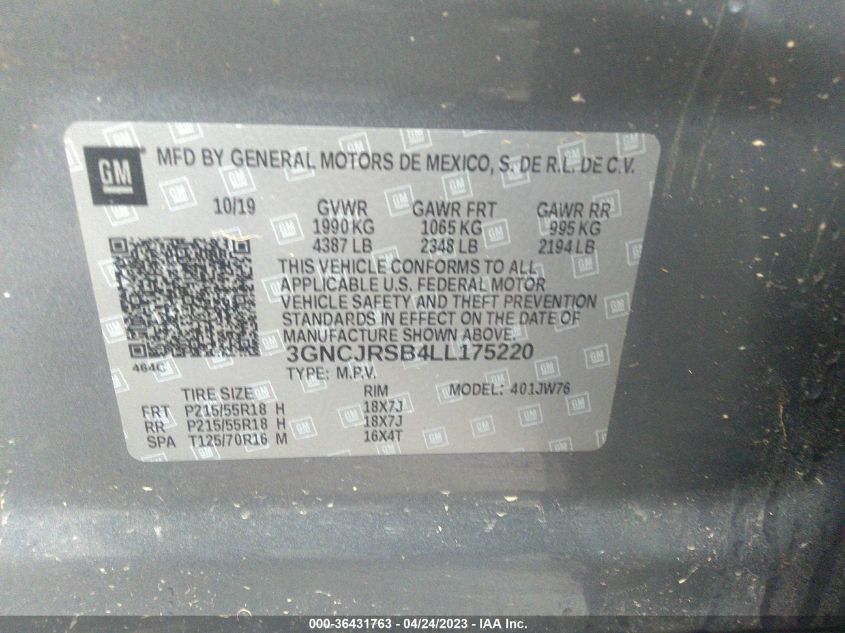 GM MFD BY GENERAL MOTORS DE MEXICO, S. DE R.L. DE C.V.
10/19 GVWR GAWR FRT GAWR RR
1990 KG 1065 KG 995 KG
4387 LB 2348 LB 2194 LB
THIS VEHICLE CONFORMS TO ALL
APPLICABLE U.S. FEDERAL MOTOR
VEHICLE SAFETY AND THEFT PREVENTION
STANDARDS IN EFFECT ON THE DATE OF
MANUFACTURE SHOWN ABOVE.
3GNCJRSB4LL175220
464C TYPE: M.P.V. MODEL: 401JW76
TIRE SIZE RIM
FRT P215/55R18 H 18X7J
RR P215/55R18 H 18X7J
SPA T125/70R16 M 16X4T
000-36431763 - 04/24/2023 - IAA Inc.